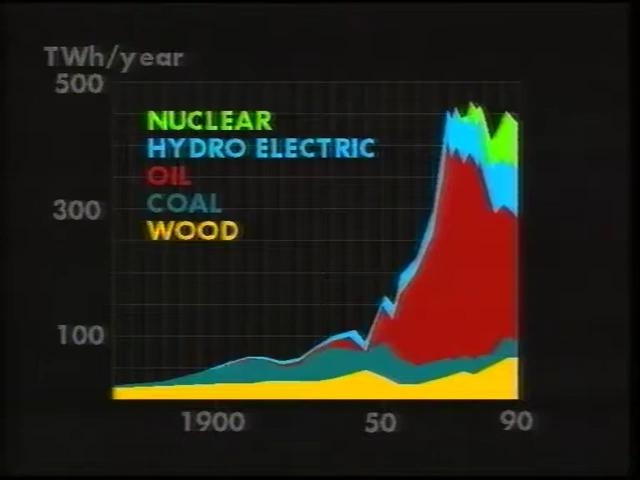 TWh/year
500
NUCLEAR
HYDRO ELECTRIC
OIL
COAL
300
WOOD
100
1900 50 90